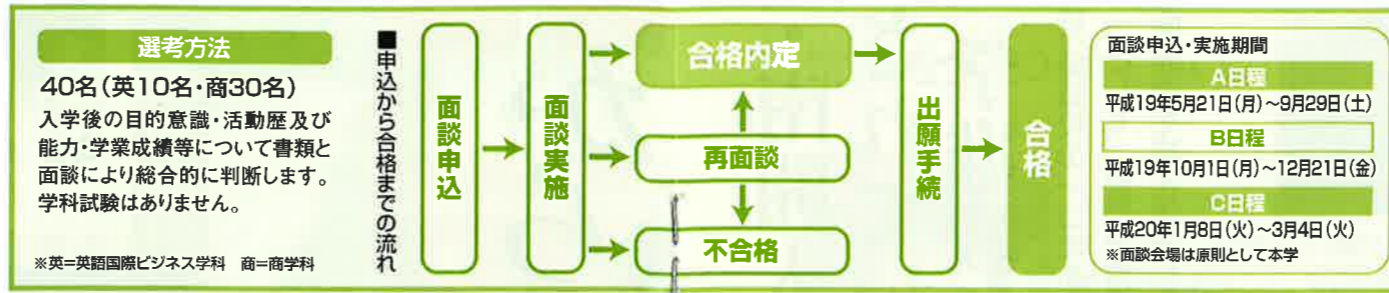 選考方法
40名(英10名・商30名)
入学後の目的意識・活動歴及び
能力・学業成績等について書類と
面談により総合的に判断します。
学科試験はありません。
※英=英語国際ビジネス学科 商=商学科
■申込から合格までの流れ
面談申込
面談実施
合格内定
再面談
不合格
出願手続
合格
面談申込・実施期間
A日程
平成19年5月21日(月)~9月29日(土)
B日程
平成19年10月1日(月)~12月21日(金)
C日程
平成20年1月8日(火)~3月4日(火)
※面談会場は原則として本学